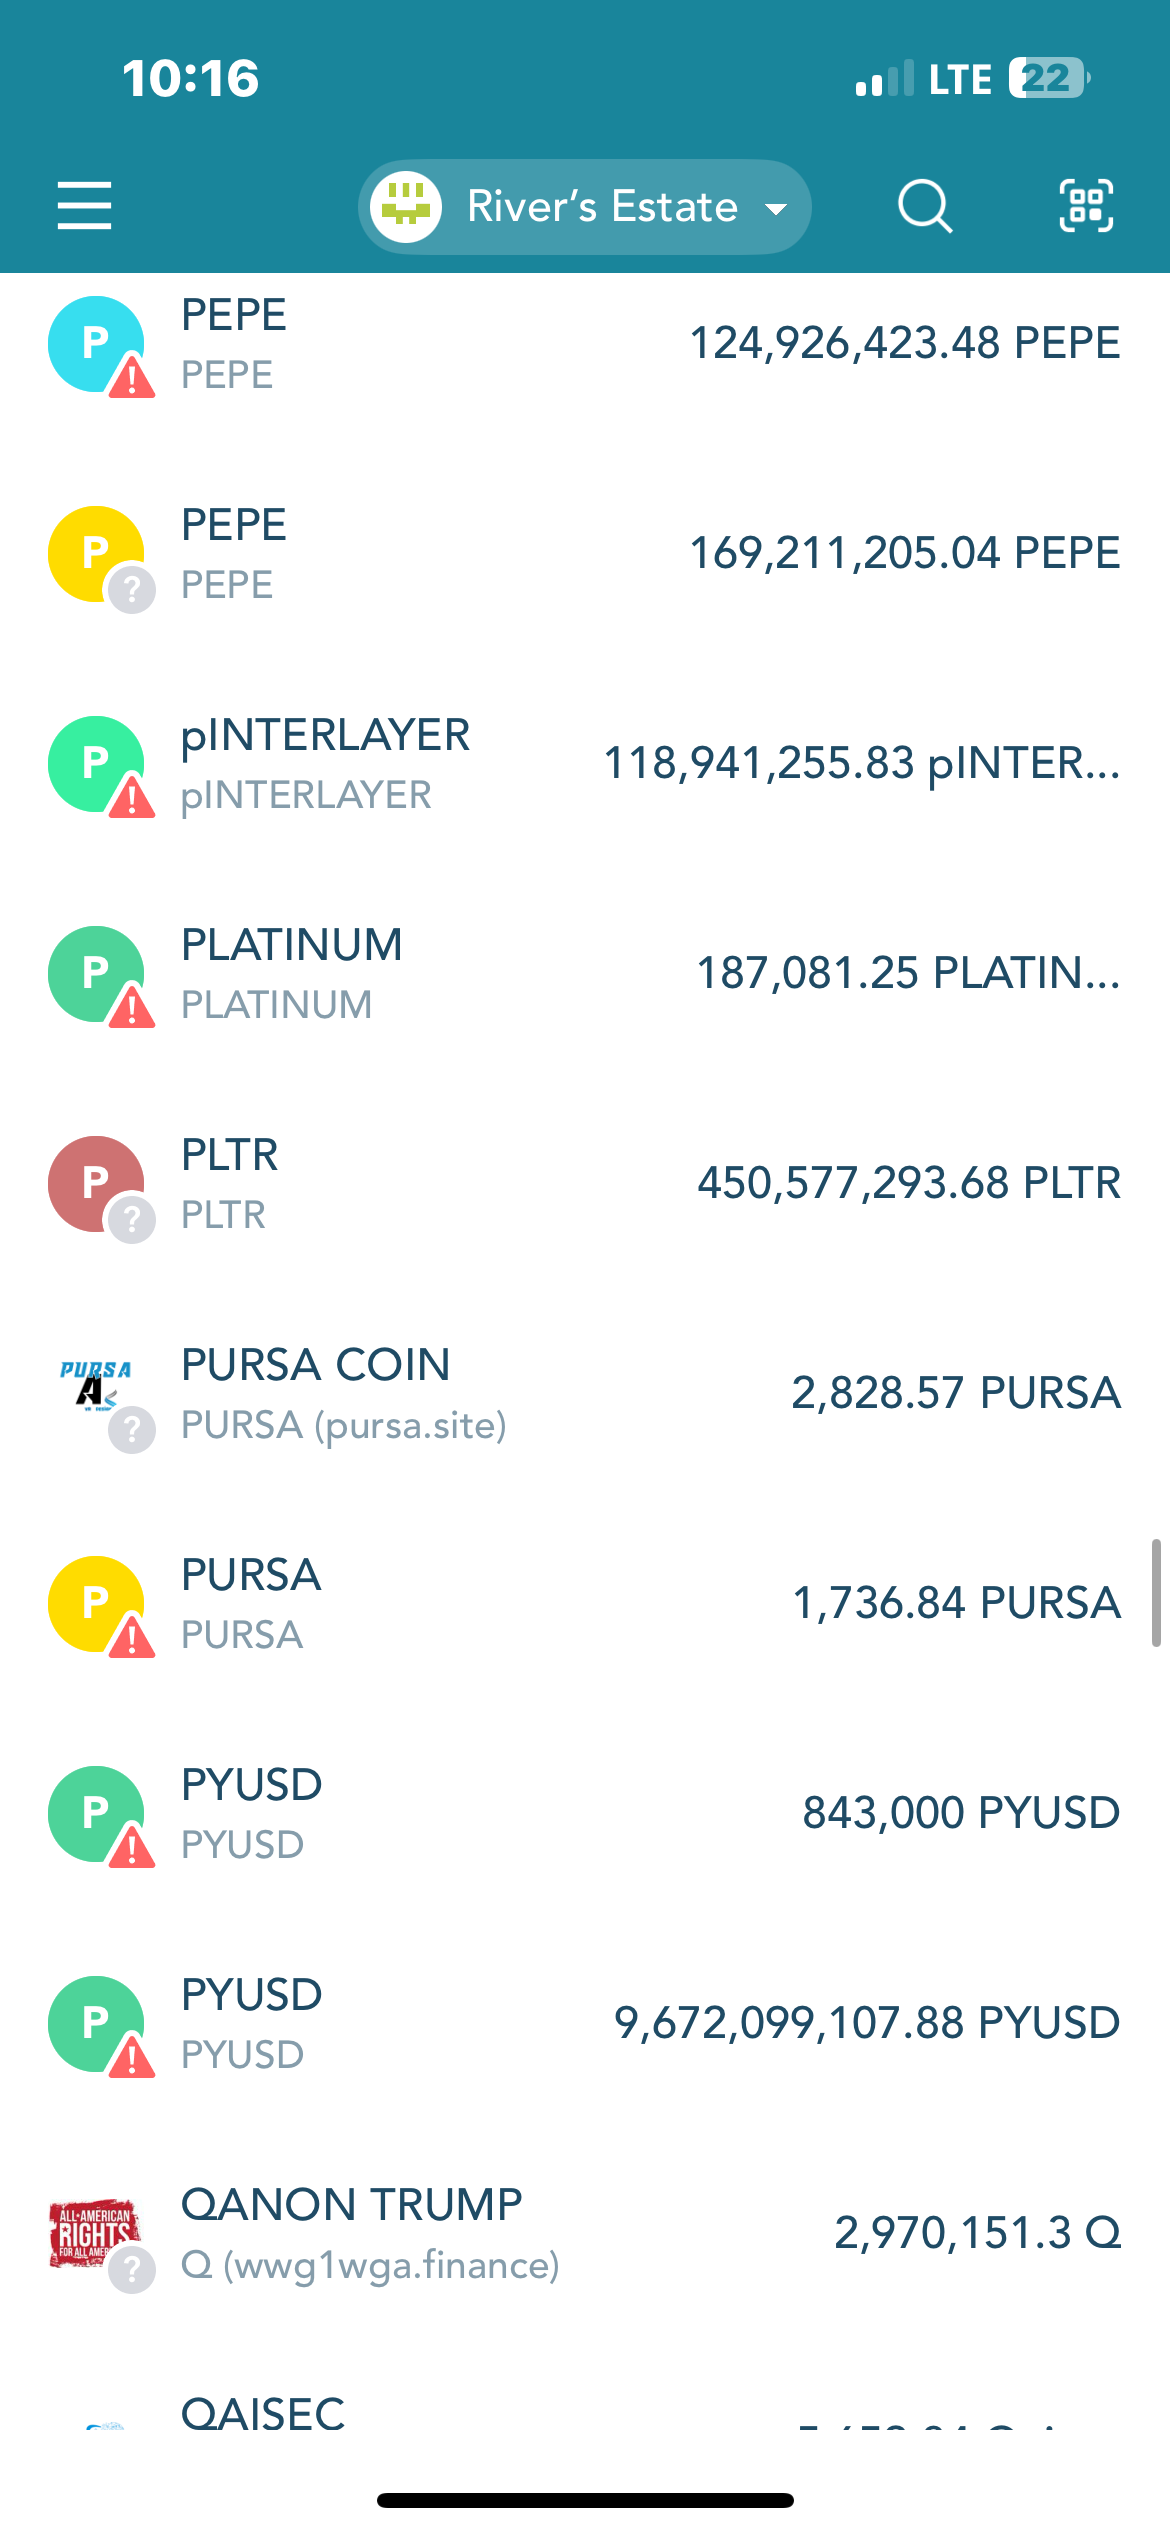 10:16
LTE 22
River’s Estate
PEPE
PEPE
124,926,423.48 PEPE
PEPE
PEPE
169,211,205.04 PEPE
pINTERLAYER
pINTERLAYER
118,941,255.83 pINTER...
PLATINUM
PLATINUM
187,081.25 PLATIN...
PLTR
PLTR
450,577,293.68 PLTR
PURSA COIN
PURSA (pursa.site)
2,828.57 PURSA
PURSA
PURSA
1,736.84 PURSA
PYUSD
PYUSD
843,000 PYUSD
PYUSD
PYUSD
9,672,099,107.88 PYUSD
QANON TRUMP
Q (wwg1wga.finance)
2,970,151.3 Q
QAISEC
P
P
P
P
P
PURSA
P
P
P
ALL-AMERICAN
RIGHTS
FOR ALL